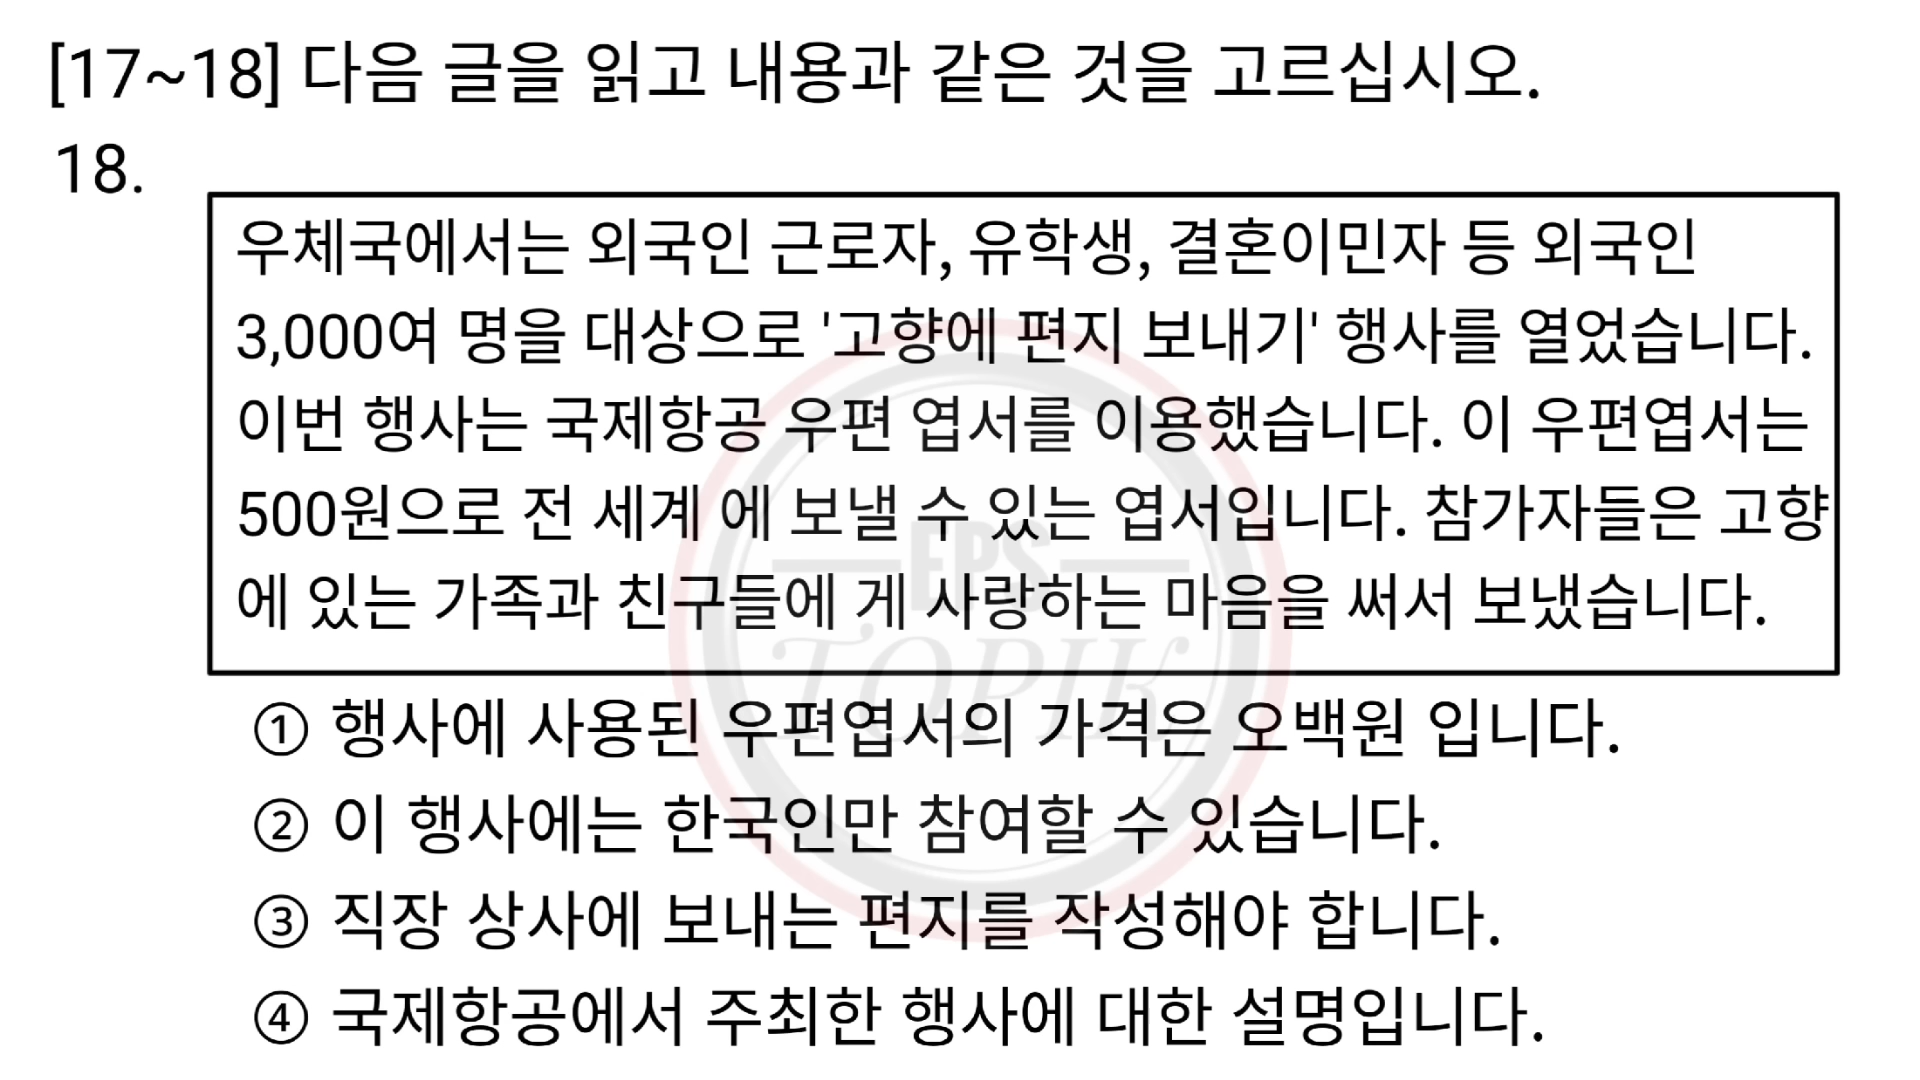 [17~18] 다음 글을 읽고 내용과 같은 것을 고르십시오.
18.
우체국에서는 외국인 근로자, 유학생, 결혼이민자 등 외국인
3,000여 명을 대상으로 '고향에 편지 보내기' 행사를 열었습니다.
이번 행사는 국제항공 우편 엽서를 이용했습니다. 이 우편엽서는
500원으로 전 세계 에 보낼 수 있는 엽서입니다. 참가자들은 고향
에 있는 가족과 친구들에 게 사랑하는 마음을 써서 보냈습니다.
EPS
TOPIK
① 행사에 사용된 우편엽서의 가격은 오백원 입니다.
② 이 행사에는 한국인만 참여할 수 있습니다.
③ 직장 상사에 보내는 편지를 작성해야 합니다.
④ 국제항공에서 주최한 행사에 대한 설명입니다.